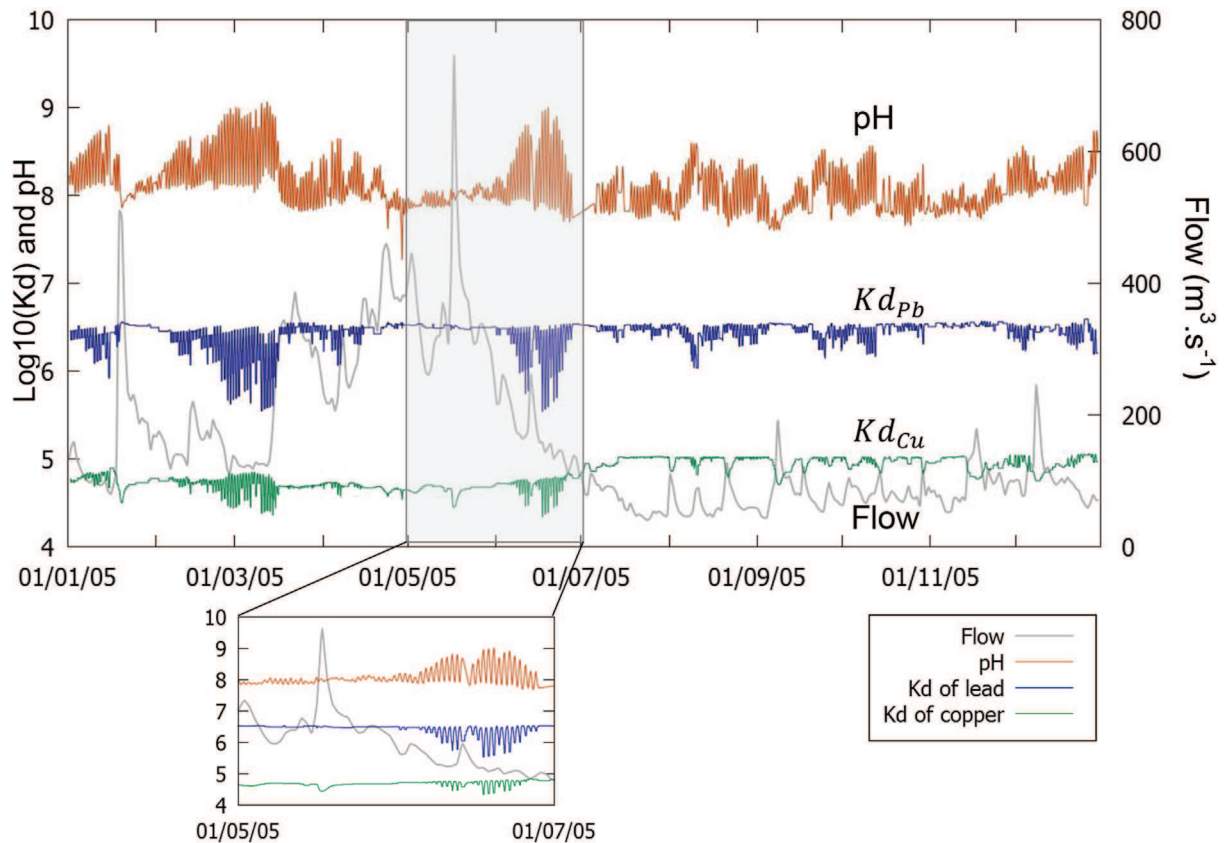 10
9
8
7
6
5
4
Log10(Kd) and pH
800
600
400
200
0
Flow (m³.s⁻¹)
pH
Kd_Pb
Kd_Cu
Flow
01/01/05
01/03/05
01/05/05
01/07/05
01/09/05
01/11/05
10
9
8
7
6
5
4
01/05/05
01/07/05
Flow
pH
Kd of lead
Kd of copper